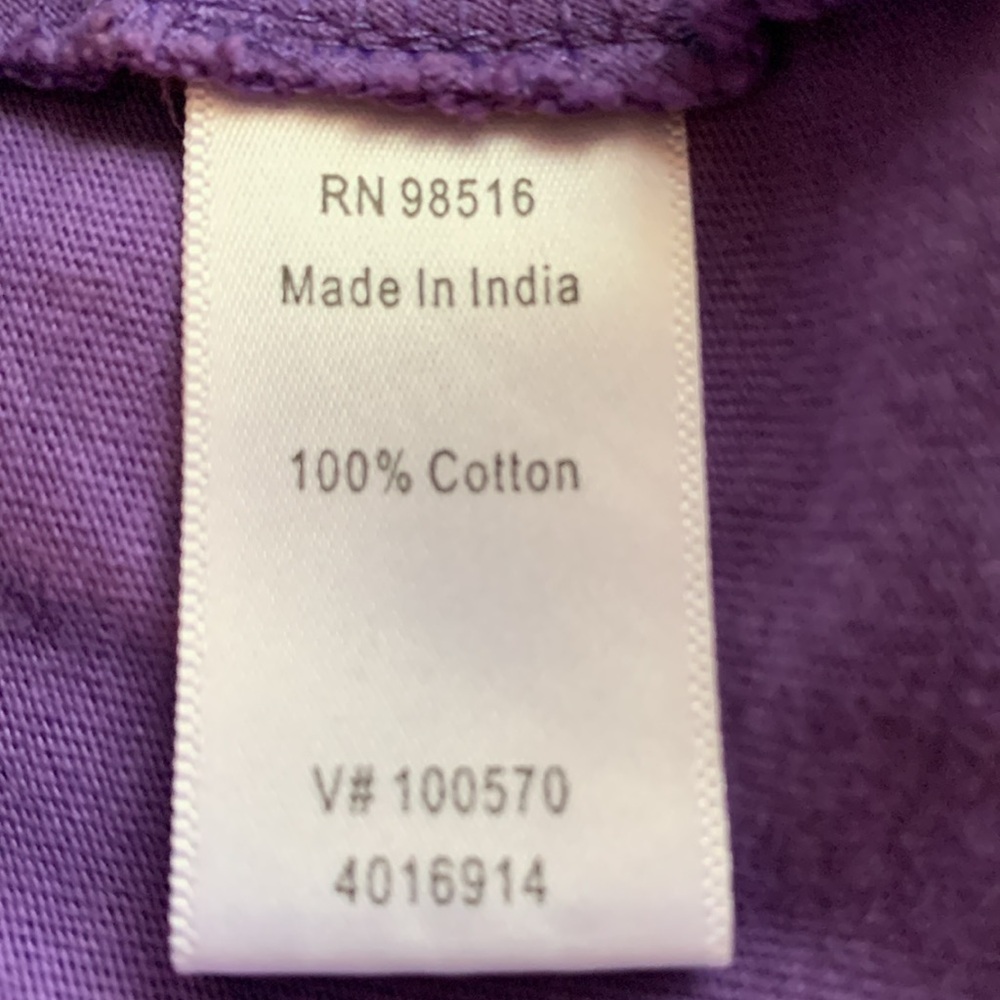 RN 98516
Made In India
100% Cotton
V# 100570
4016914